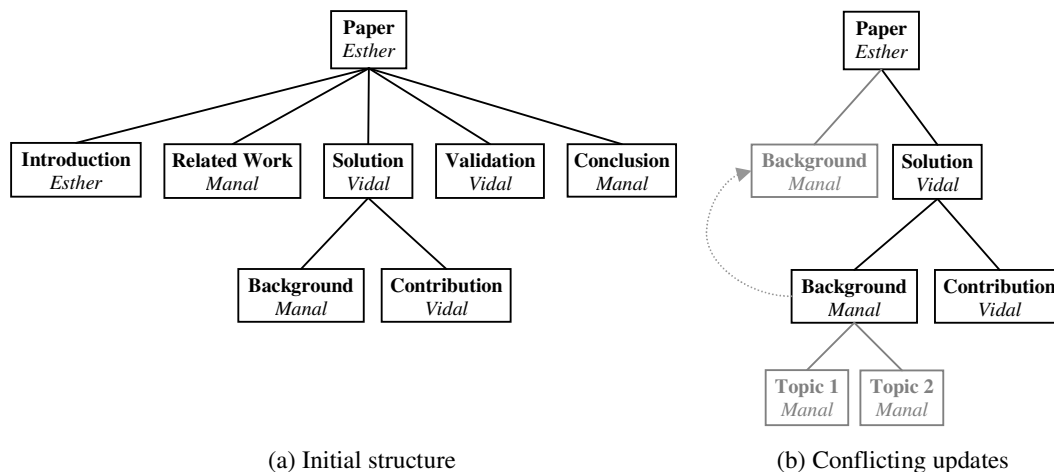 Paper
Esther
Introduction
Esther
Related Work
Manal
Solution
Vidal
Validation
Vidal
Conclusion
Manal
Background
Manal
Contribution
Vidal
(a) Initial structure
Paper
Esther
Background
Manal
Solution
Vidal
Background
Manal
Contribution
Vidal
Topic 1
Manal
Topic 2
Manal
(b) Conflicting updates